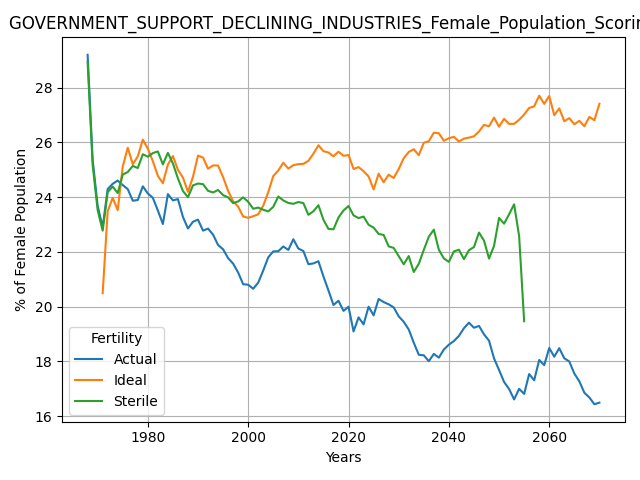 GOVERNMENT_SUPPORT_DECLINING_INDUSTRIES_Female_Population_Scorin
% of Female Population
28
26
24
22
20
18
16
Fertility
Actual
Ideal
Sterile
1980 2000 2020 2040 2060
Years